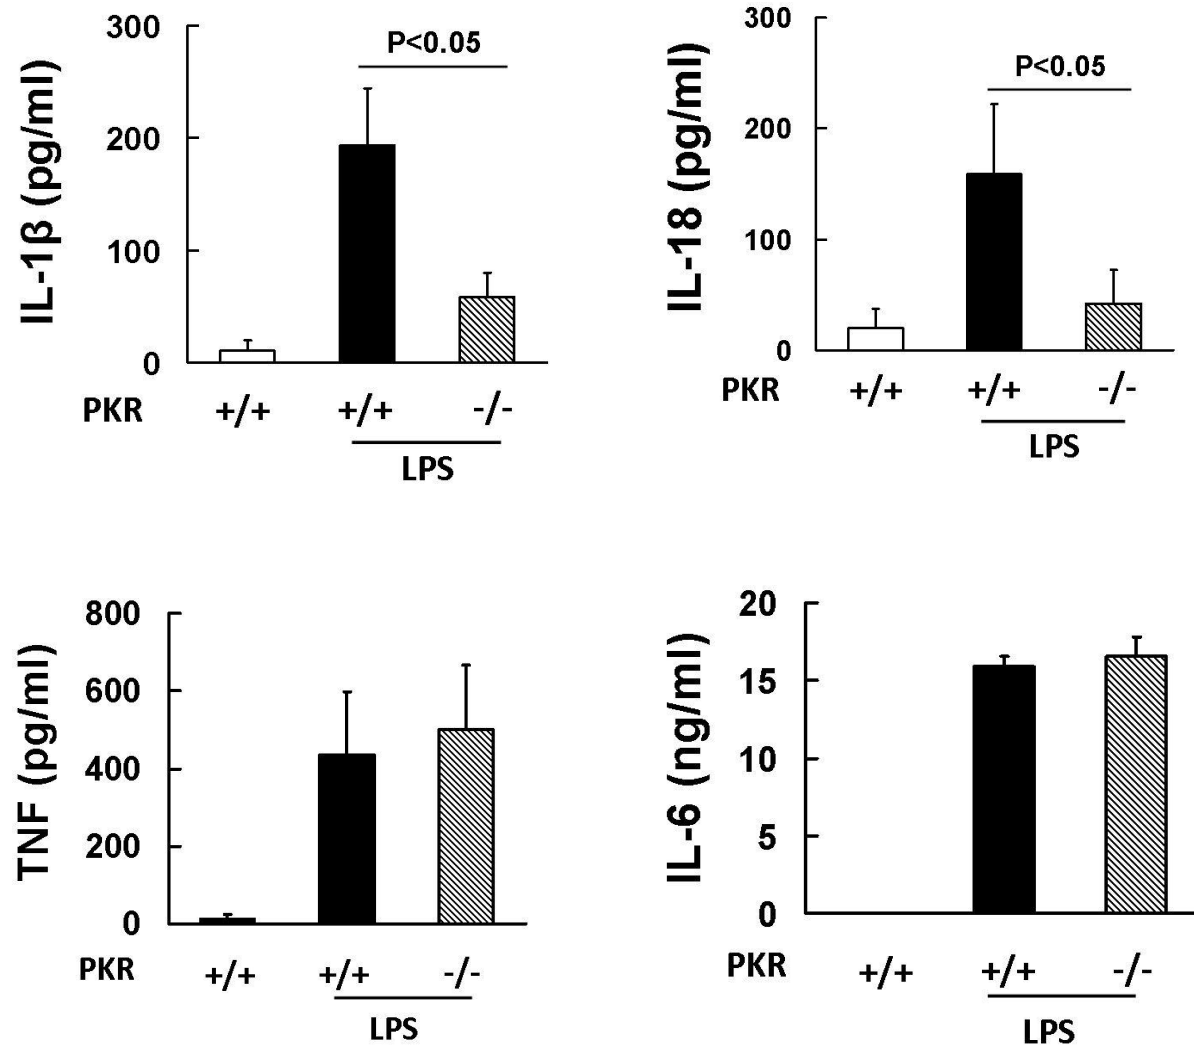 IL-1β (pg/ml)
300
200
100
0
P<0.05
PKR +/+ +/+ -/-
LPS
IL-18 (pg/ml)
300
200
100
0
P<0.05
PKR +/+ +/+ -/-
LPS
TNF (pg/ml)
800
600
400
200
0
PKR +/+ +/+ -/-
LPS
IL-6 (ng/ml)
20
15
10
5
0
PKR +/+ +/+ -/-
LPS